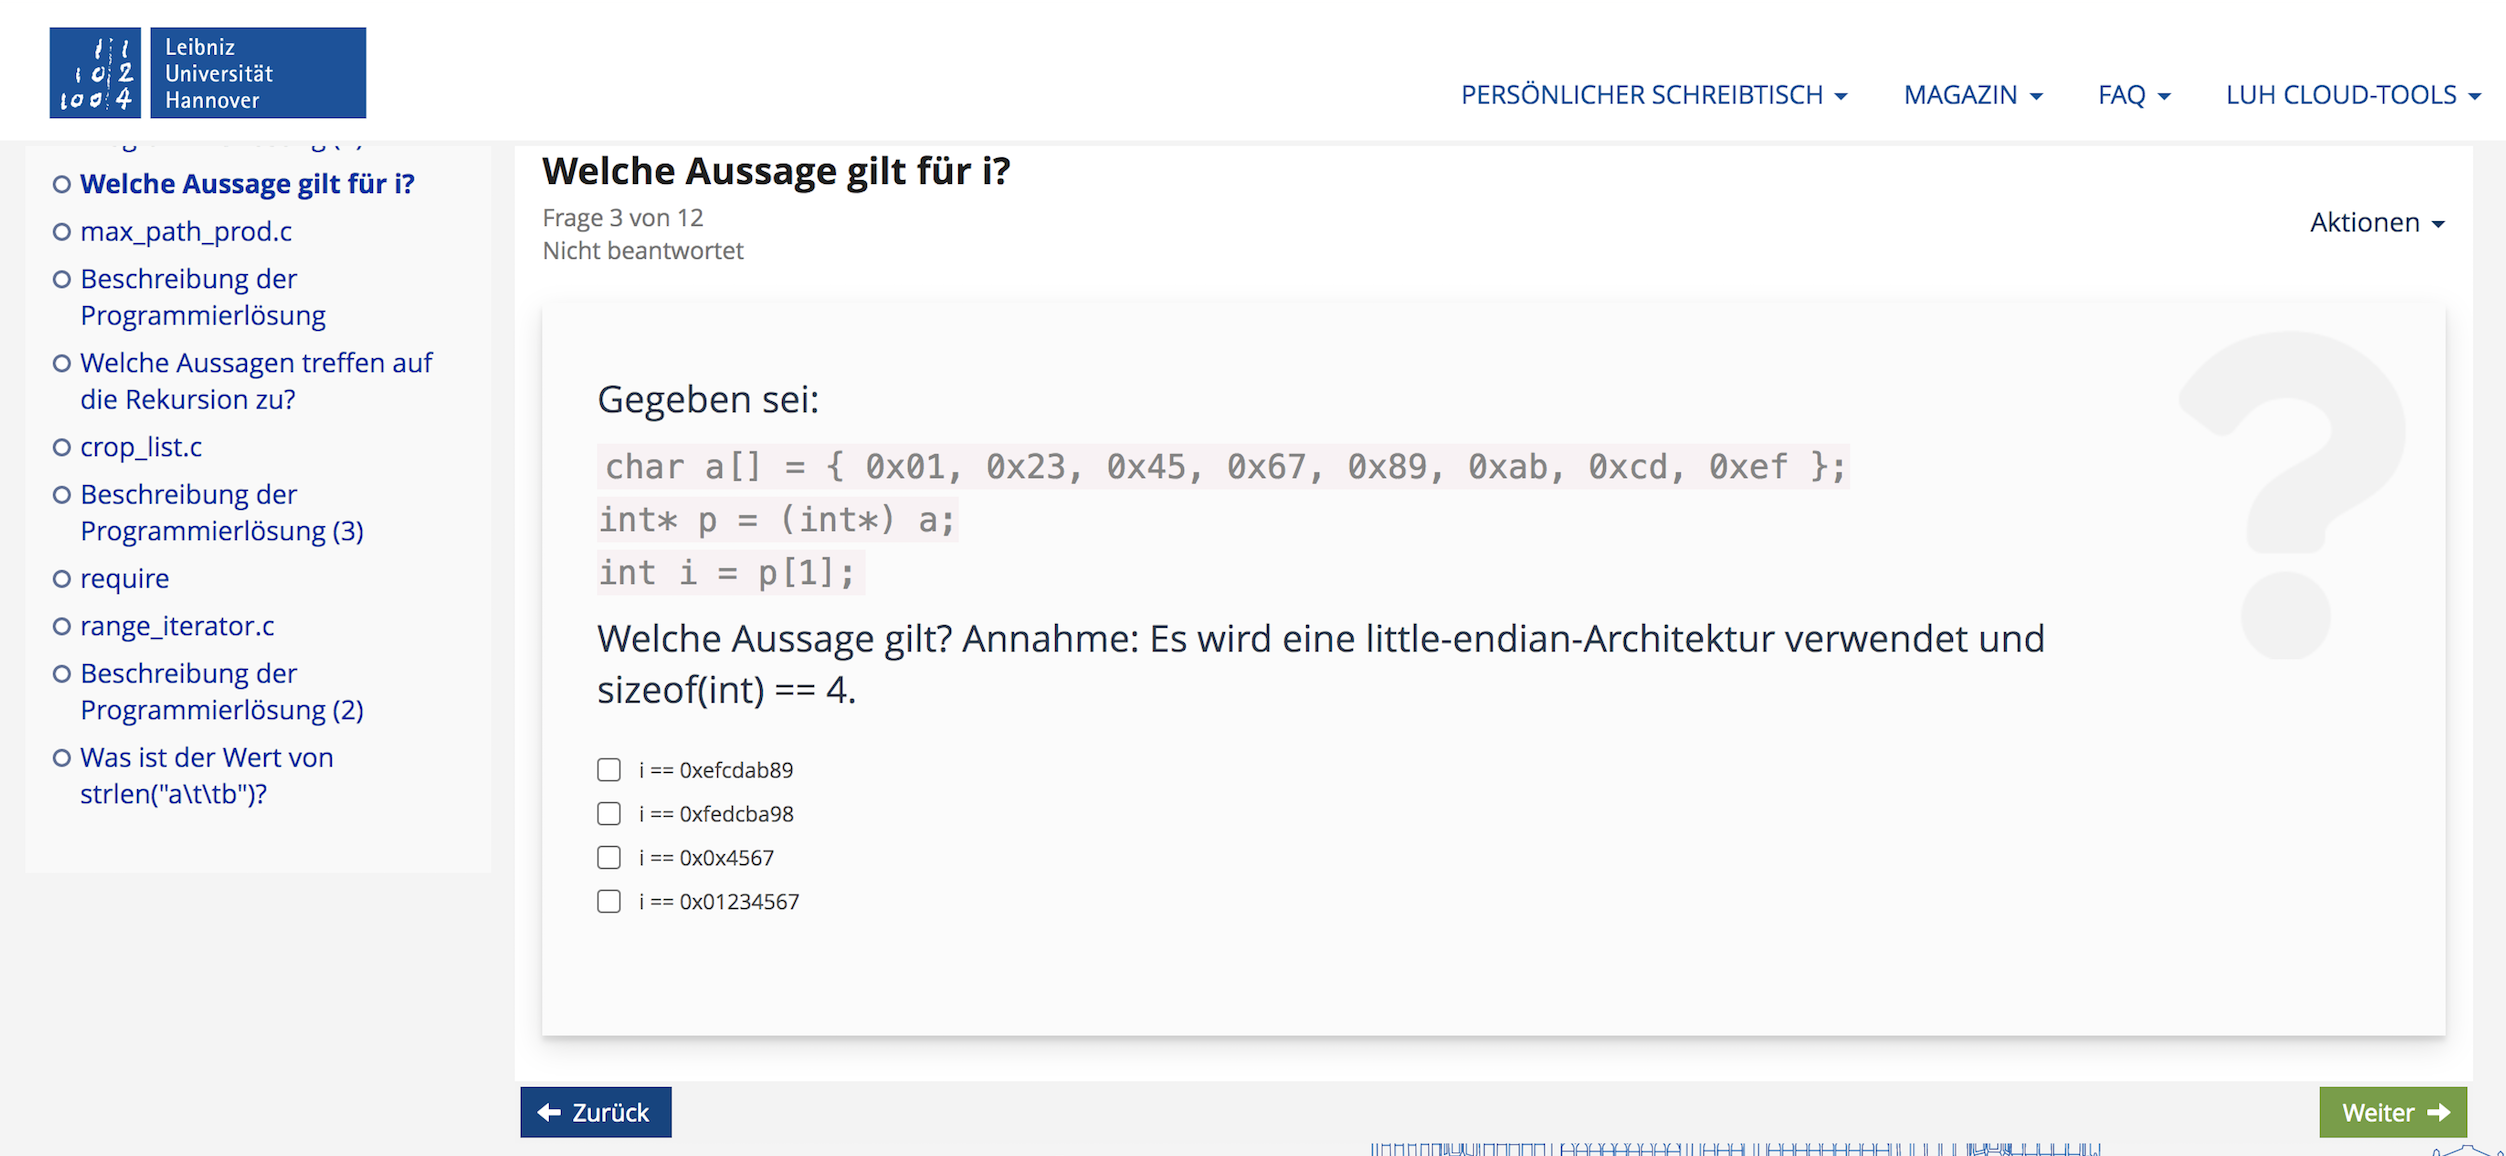 Leibniz
Universität
Hannover
PERSÖNLICHER SCHREIBTISCH
MAGAZIN
FAQ
LUH CLOUD-TOOLS
Welche Aussage gilt für i?
max_path_prod.c
Beschreibung der
Programmierlösung
Welche Aussagen treffen auf
die Rekursion zu?
crop_list.c
Beschreibung der
Programmierlösung (3)
require
range_iterator.c
Beschreibung der
Programmierlösung (2)
Was ist der Wert von
strlen("a\t\tb")?
Welche Aussage gilt für i?
Frage 3 von 12
Nicht beantwortet
Aktionen
Gegeben sei:
char a[] = { 0x01, 0x23, 0x45, 0x67, 0x89, 0xab, 0xcd, 0xef };
int* p = (int*) a;
int i = p[1];
Welche Aussage gilt? Annahme: Es wird eine little-endian-Architektur verwendet und
sizeof(int) == 4.
i == 0xefcdab89
i == 0xfedcba98
i == 0x0x4567
i == 0x01234567
Zurück
Weiter